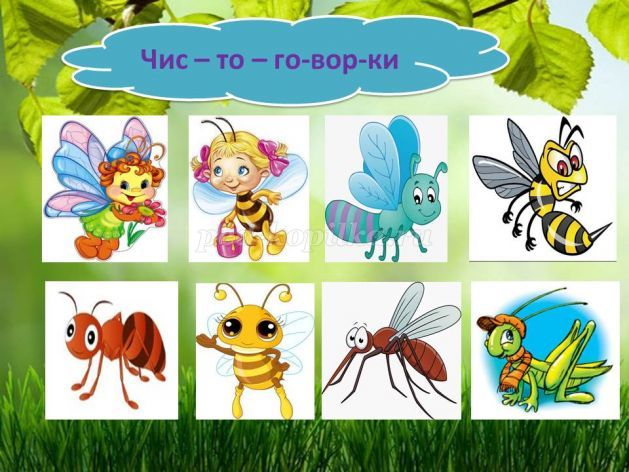 Чис – то – го-вор-ки